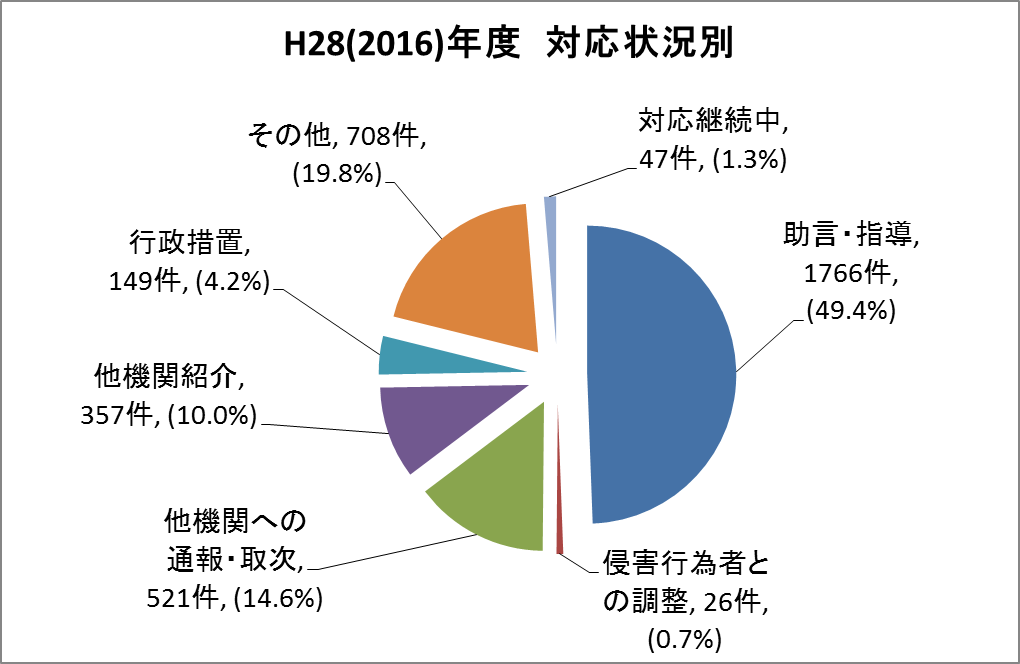 H28(2016)年度　対応状況別
対応継続中,
47件, (1.3%)
助言・指導,
1766件,
(49.4%)
侵害行為者と
の調整, 26件,
(0.7%)
他機関への
通報・取次,
521件, (14.6%)
他機関紹介,
357件, (10.0%)
行政措置,
149件, (4.2%)
その他, 708件,
(19.8%)